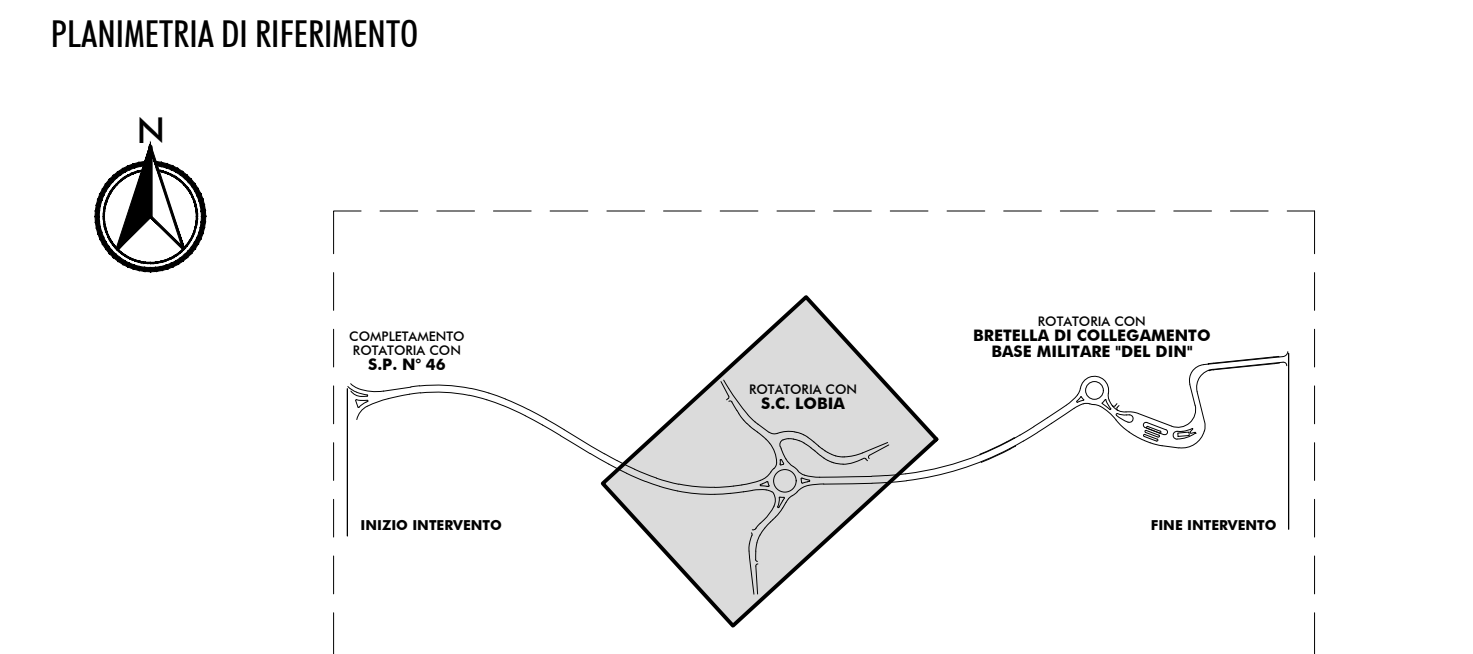 PLANIMETRIA DI RIFERIMENTO
N
COMPLETAMENTO
ROTATORIA CON
S.P. N° 46
ROTATORIA CON
S.C. LOBIA
ROTATORIA CON
BRETELLA DI COLLEGAMENTO
BASE MILITARE "DEL DIN"
INIZIO INTERVENTO
FINE INTERVENTO